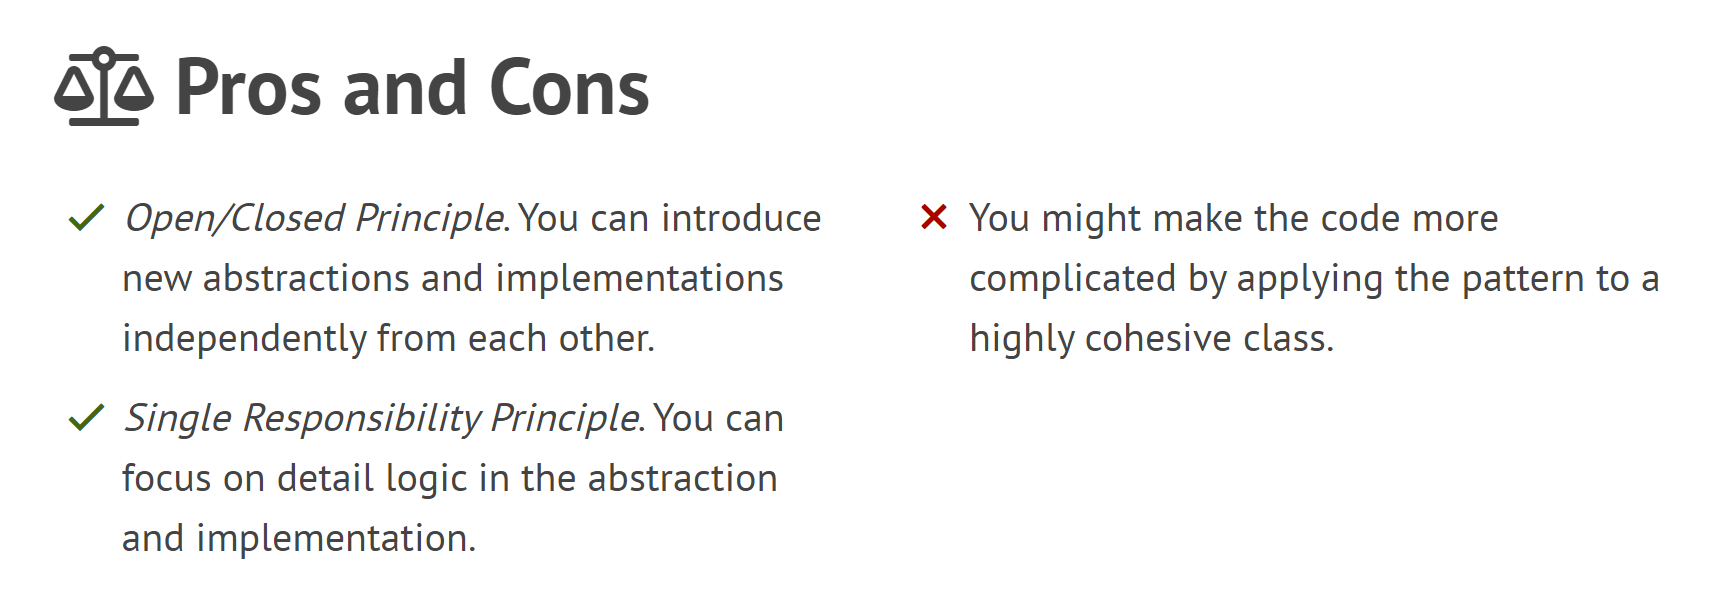 Pros and Cons
Open/Closed Principle. You can introduce
new abstractions and implementations
independently from each other.
Single Responsibility Principle. You can
focus on detail logic in the abstraction
and implementation.
You might make the code more
complicated by applying the pattern to a
highly cohesive class.